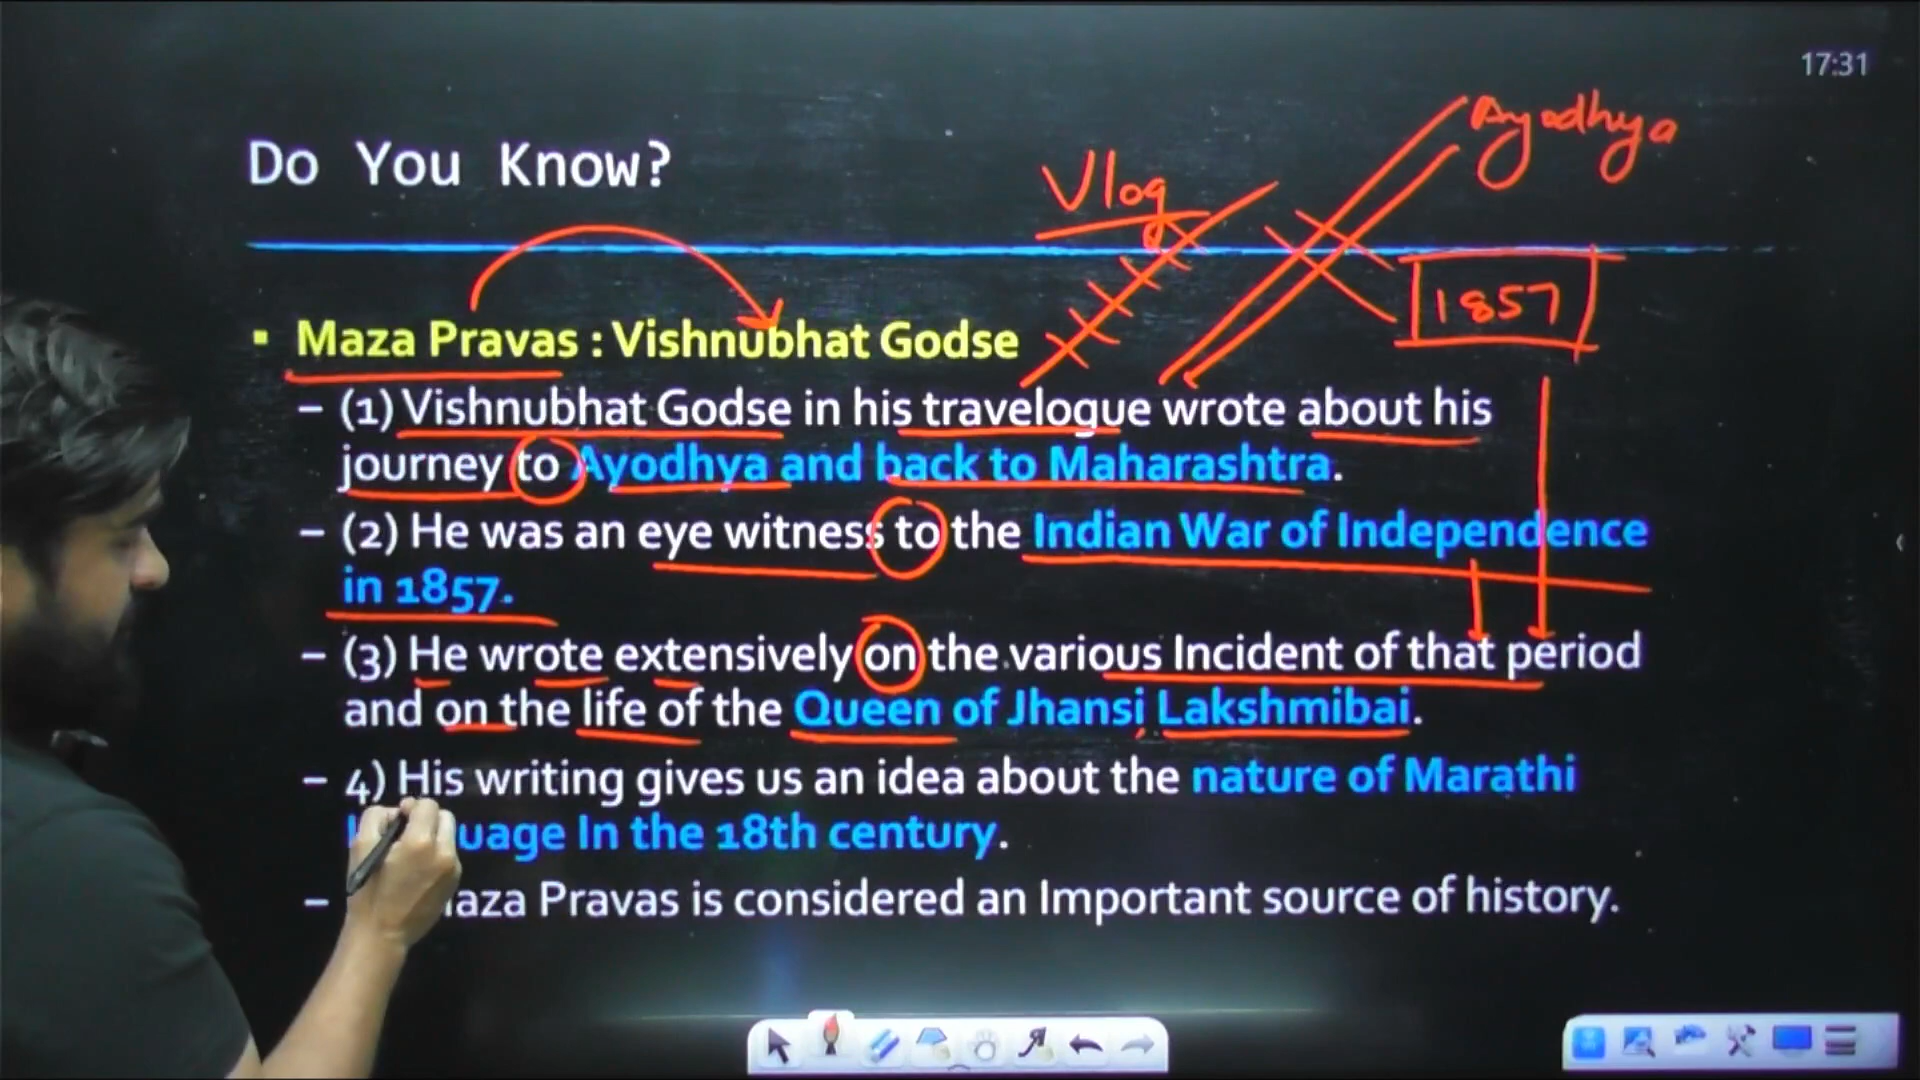 17:31
Ayodhya
Do You Know?
Vlog
1857
▪ Maza Pravas : Vishnubhat Godse
– (1) Vishnubhat Godse in his travelogue wrote about his
journey to Ayodhya and back to Maharashtra.
– (2) He was an eye witness to the Indian War of Independence
in 1857.
– (3) He wrote extensively on the various Incident of that period
and on the life of the Queen of Jhansi Lakshmibai.
– 4) His writing gives us an idea about the nature of Marathi
uage In the 18th century.
– aza Pravas is considered an Important source of history.